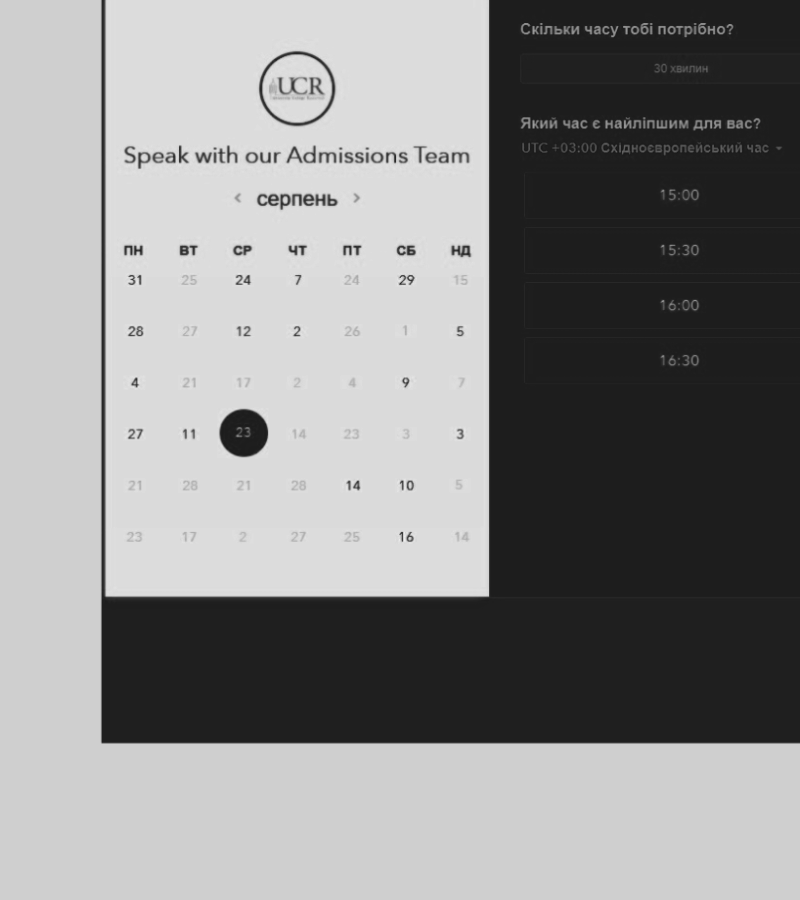 UCR
Speak with our Admissions Team
серпень
ПН ВТ СР ЧТ ПТ СБ НД
31 25 24 7 24 29 15
28 27 12 2 26 1 5
4 21 17 2 4 9 7
27 11 23 14 23 3 3
21 28 21 28 14 10 5
23 17 2 27 25 16 14
Скільки часу тобі потрібно?
30 хвилин
Який час є найліпшим для вас?
UTC +03:00 Східноєвропейський час
15:00
15:30
16:00
16:30